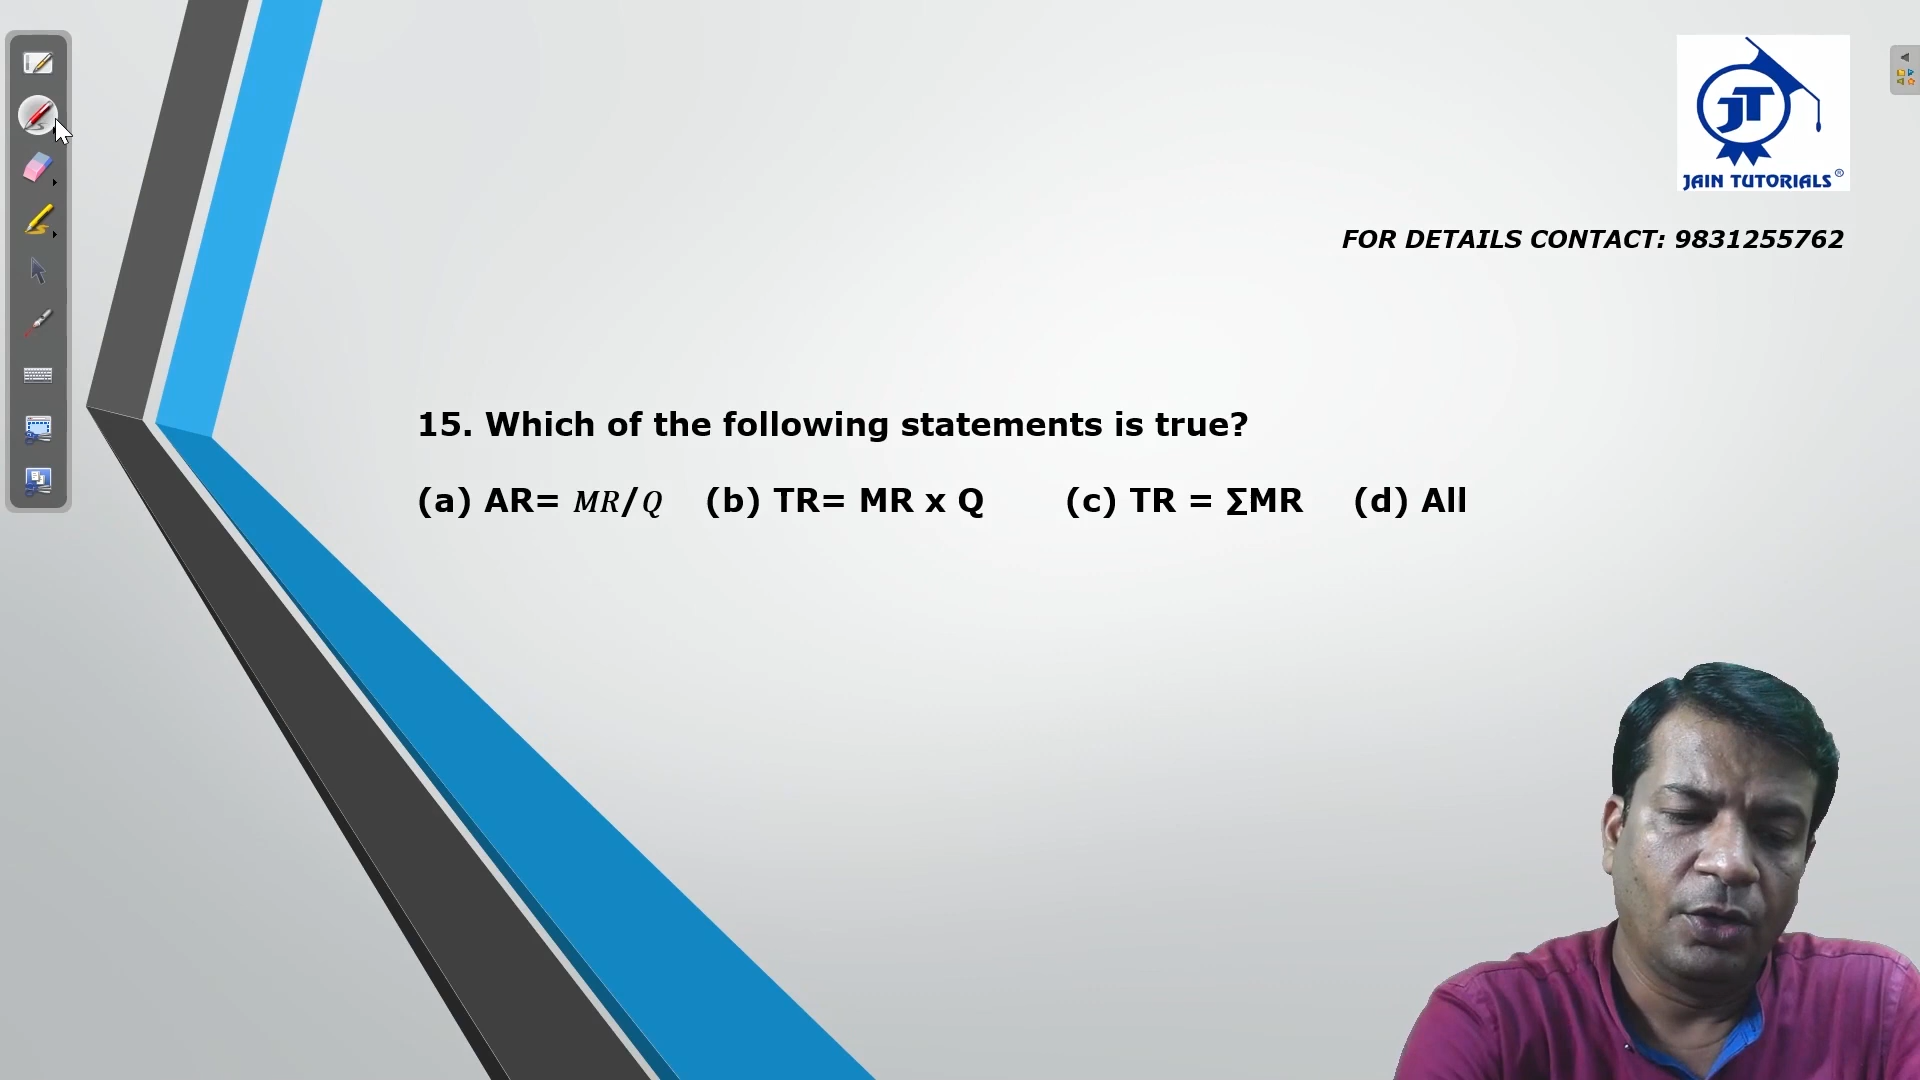 JT
JAIN TUTORIALS®
FOR DETAILS CONTACT: 9831255762
15. Which of the following statements is true?
(a) AR= MR/Q (b) TR= MR x Q (c) TR = ∑MR (d) All